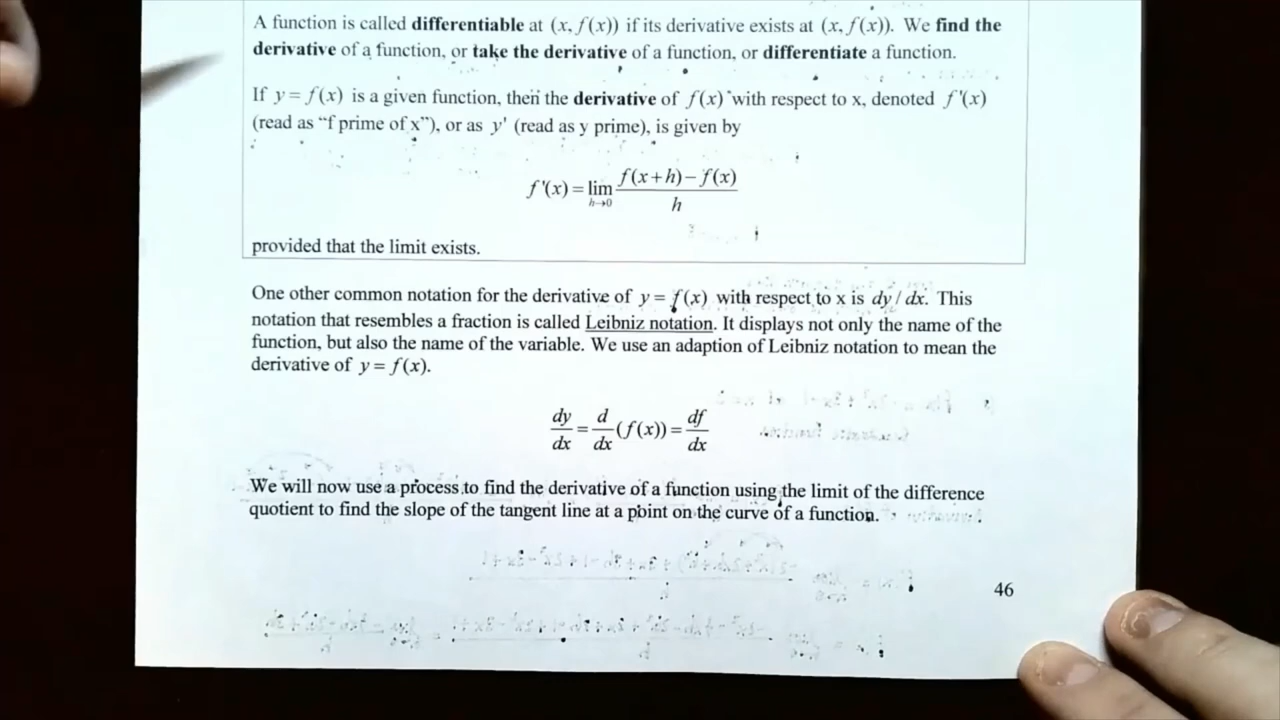 A function is called differentiable at (x, f(x)) if its derivative exists at (x, f(x)). We find the
derivative of a function, or take the derivative of a function, or differentiate a function.
If y = f(x) is a given function, then the derivative of f(x) with respect to x, denoted f'(x)
(read as “f prime of x”), or as y' (read as y prime), is given by
f'(x) = lim h→0 (f(x+h) − f(x)) / h
provided that the limit exists.
One other common notation for the derivative of y = f(x) with respect to x is dy / dx. This
notation that resembles a fraction is called Leibniz notation. It displays not only the name of the
function, but also the name of the variable. We use an adaption of Leibniz notation to mean the
derivative of y = f(x).
dy/dx = d/dx (f(x)) = df/dx
We will now use a process to find the derivative of a function using the limit of the difference
quotient to find the slope of the tangent line at a point on the curve of a function.
46